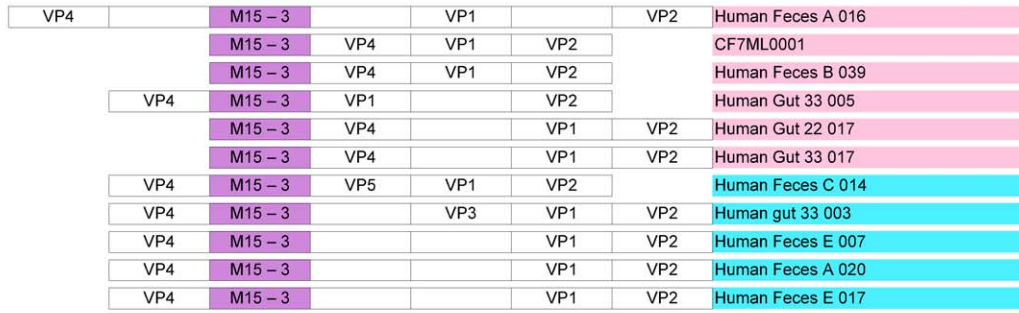 VP4 M15 – 3 VP1 VP2 Human Feces A 016
M15 – 3 VP4 VP1 VP2 CF7ML0001
M15 – 3 VP4 VP1 VP2 Human Feces B 039
VP4 M15 – 3 VP1 VP2 Human Gut 33 005
M15 – 3 VP4 VP1 VP2 Human Gut 22 017
M15 – 3 VP4 VP1 VP2 Human Gut 33 017
VP4 M15 – 3 VP5 VP1 VP2 Human Feces C 014
VP4 M15 – 3 VP3 VP1 VP2 Human gut 33 003
VP4 M15 – 3 VP1 VP2 Human Feces E 007
VP4 M15 – 3 VP1 VP2 Human Feces A 020
VP4 M15 – 3 VP1 VP2 Human Feces E 017